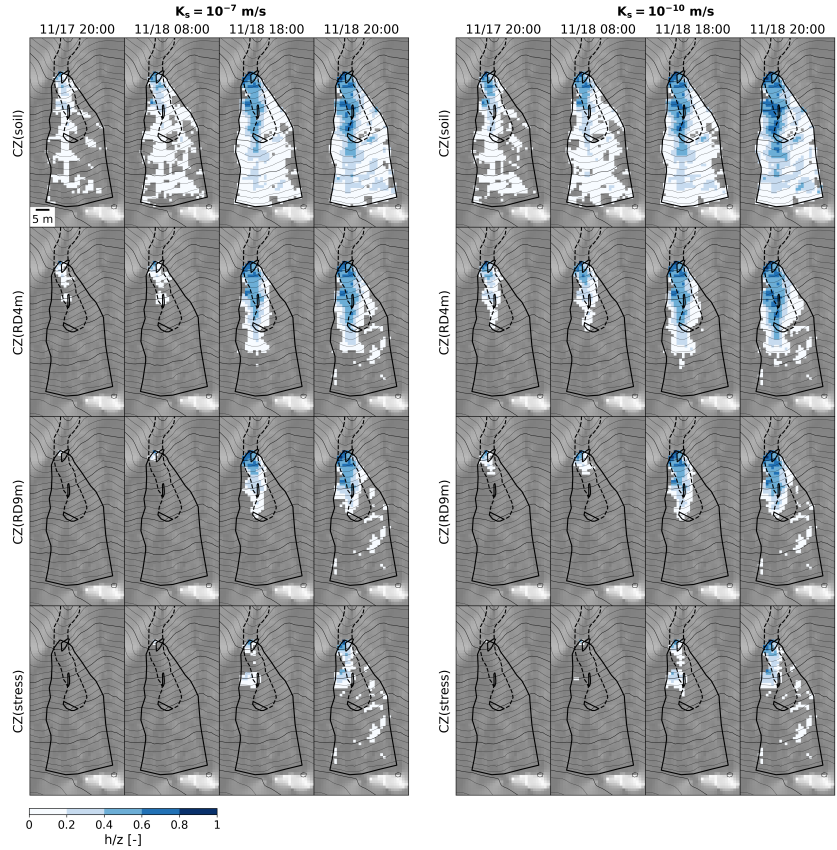 K_s = 10^-7 m/s
K_s = 10^-10 m/s
11/17 20:00 11/18 08:00 11/18 18:00 11/18 20:00
11/17 20:00 11/18 08:00 11/18 18:00 11/18 20:00
CZ(soil)
CZ(soil)
5 m
CZ(RD4m)
CZ(RD4m)
CZ(RD9m)
CZ(RD9m)
CZ(stress)
CZ(stress)
0 0.2 0.4 0.6 0.8 1
h/z [-]